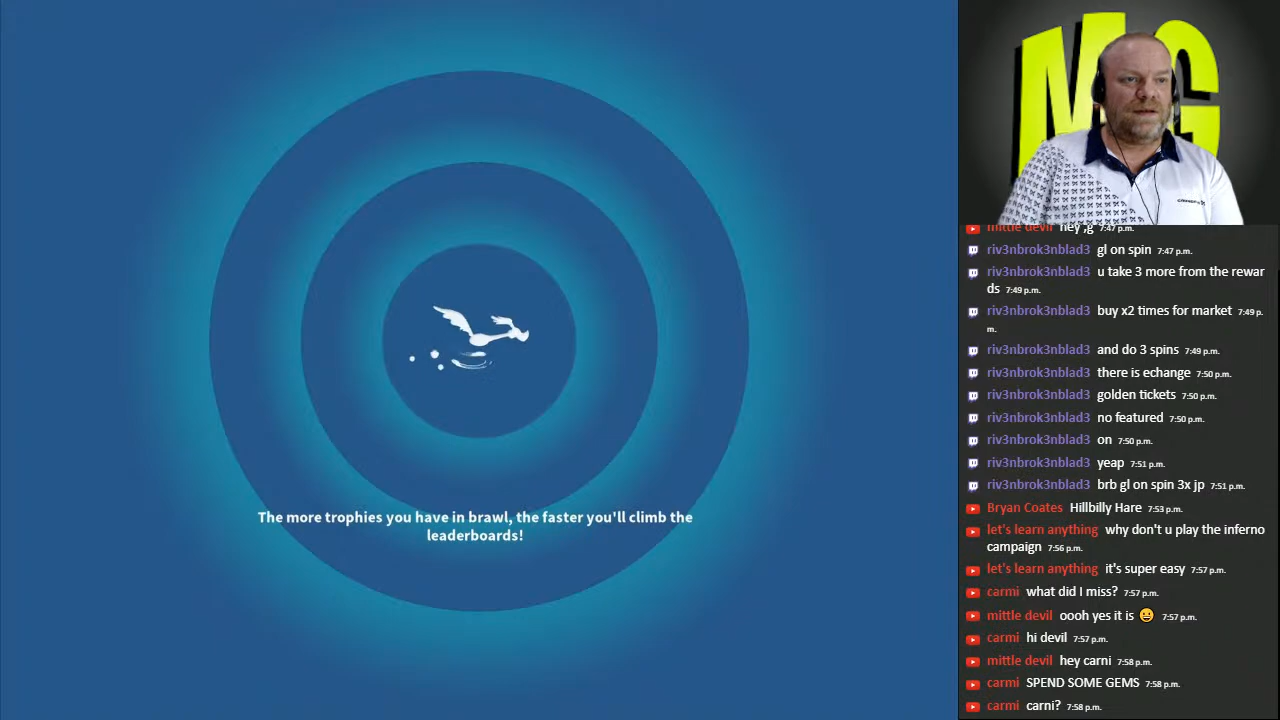 MG
mittle devil hey ,g 7:47 p.m.
riv3nbrok3nblad3 gl on spin 7:47 p.m.
riv3nbrok3nblad3 u take 3 more from the rewar
ds 7:49 p.m.
riv3nbrok3nblad3 buy x2 times for market 7:49 p.
m.
riv3nbrok3nblad3 and do 3 spins 7:49 p.m.
riv3nbrok3nblad3 there is echange 7:50 p.m.
riv3nbrok3nblad3 golden tickets 7:50 p.m.
riv3nbrok3nblad3 no featured 7:50 p.m.
riv3nbrok3nblad3 on 7:50 p.m.
riv3nbrok3nblad3 yeap 7:51 p.m.
riv3nbrok3nblad3 brb gl on spin 3x jp 7:51 p.m.
Bryan Coates Hillbilly Hare 7:53 p.m.
let's learn anything why don't u play the inferno
campaign 7:56 p.m.
let's learn anything it's super easy 7:57 p.m.
carmi what did I miss? 7:57 p.m.
mittle devil oooh yes it is 😀 7:57 p.m.
carmi hi devil 7:57 p.m.
mittle devil hey carni 7:58 p.m.
carmi SPEND SOME GEMS 7:58 p.m.
carmi carni? 7:58 p.m.
The more trophies you have in brawl, the faster you'll climb the
leaderboards!